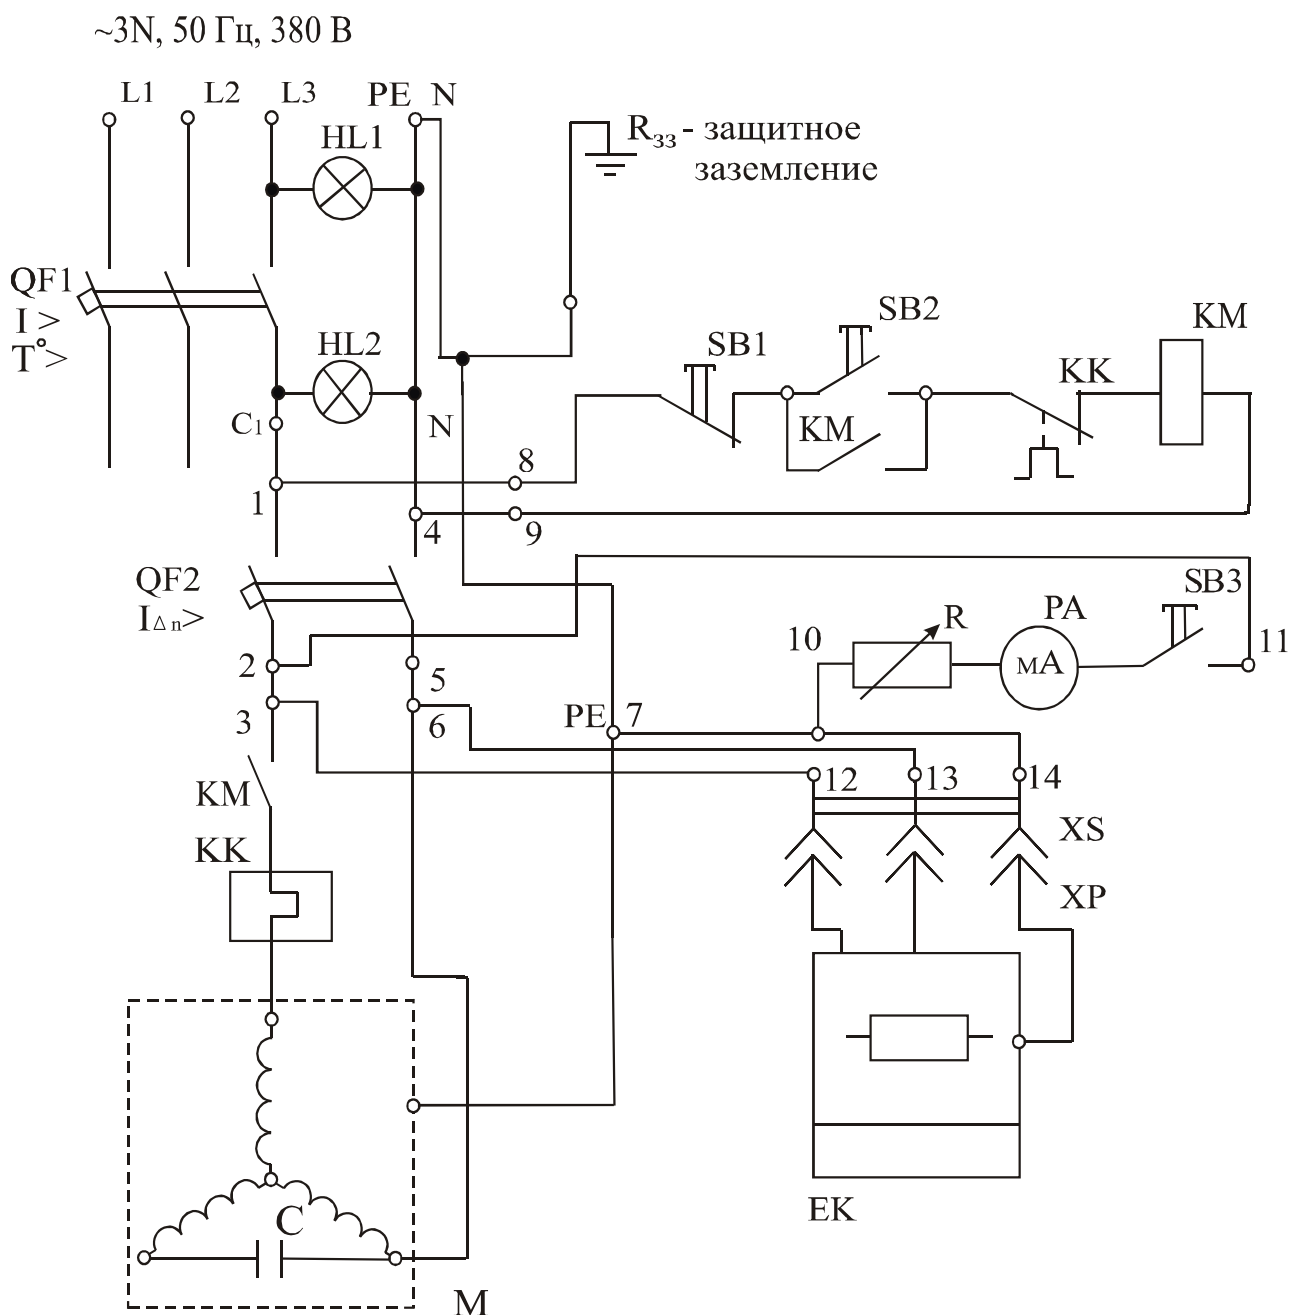 ~3N, 50 Гц, 380 В
L1 L2 L3 PE N
HL1
Rзз - защитное
заземление
QF1
I >
T°>
HL2
SB1
SB2
KK
KM
C1
N
KM
8
1
4 9
QF2
IΔn>
SB3
PA
R
10
мА
11
2
5
3
6
PE 7
12 13 14
KM
XS
KK
XP
C
EK
M